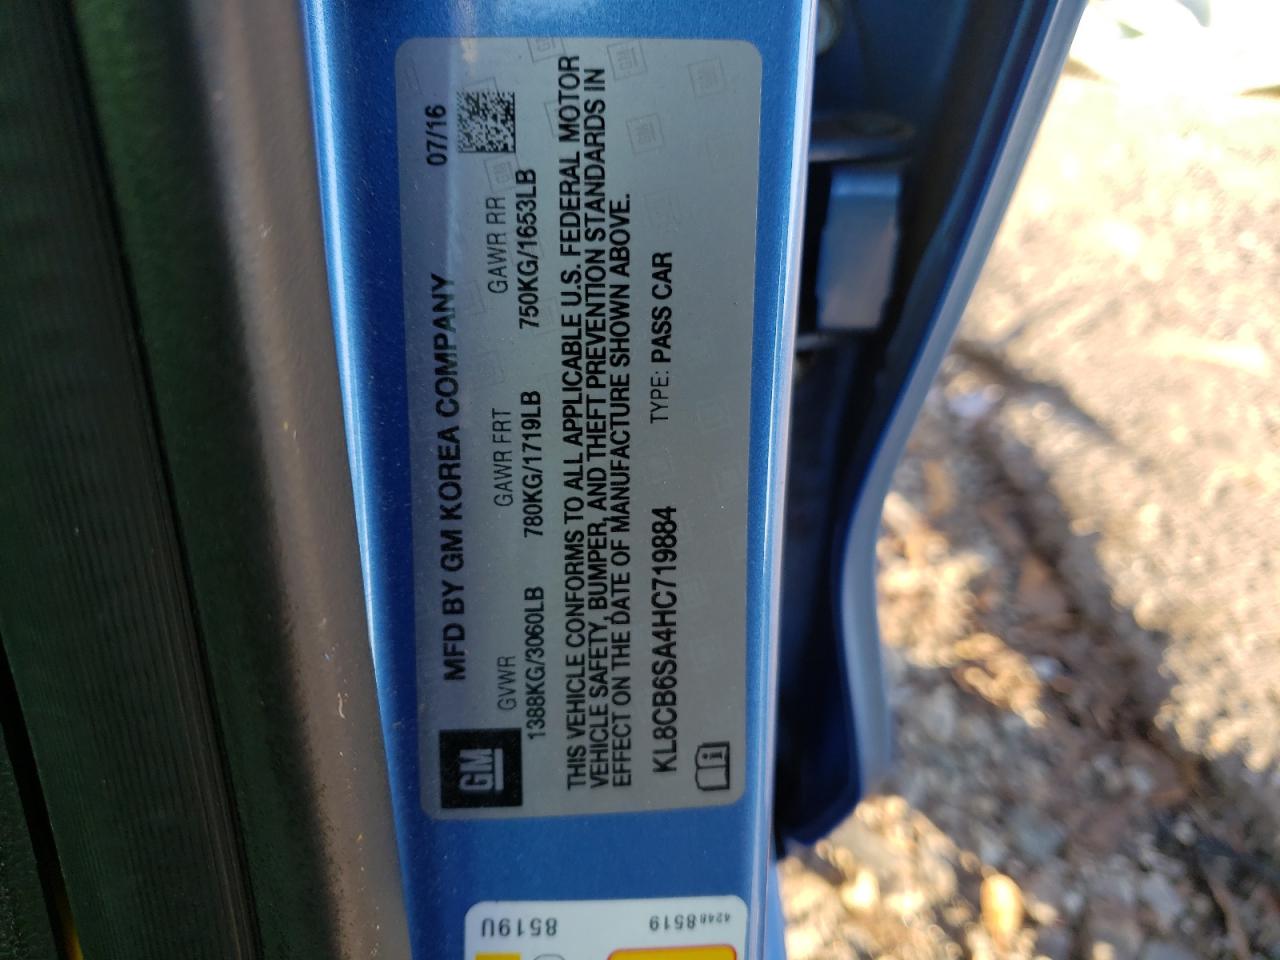 MFD BY GM KOREA COMPANY 07/16
GM
GVWR GAWR FRT GAWR RR
1388KG/3060LB 780KG/1719LB 750KG/1653LB
THIS VEHICLE CONFORMS TO ALL APPLICABLE U.S. FEDERAL MOTOR
VEHICLE SAFETY, BUMPER, AND THEFT PREVENTION STANDARDS IN
EFFECT ON THE DATE OF MANUFACTURE SHOWN ABOVE.
KL8CB6SA4HC719884 TYPE: PASS CAR
i
8519U
42488519